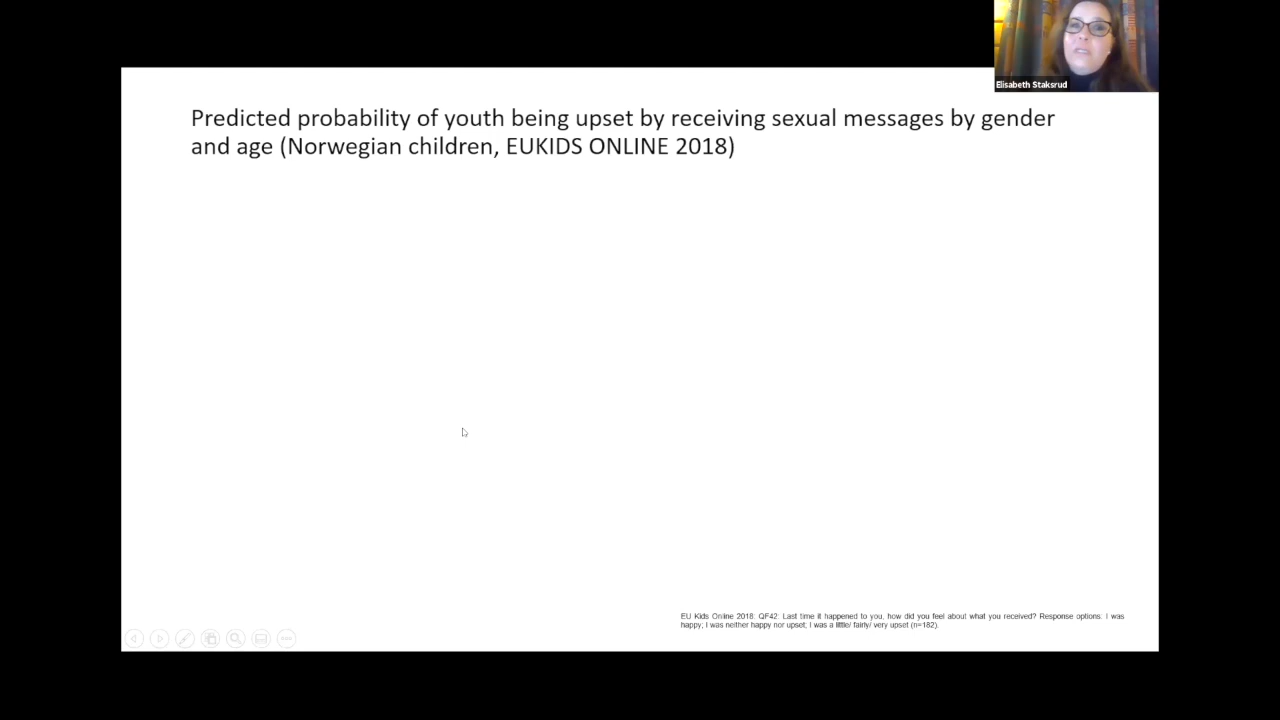 Elisabeth Staksrud
Predicted probability of youth being upset by receiving sexual messages by gender
and age (Norwegian children, EUKIDS ONLINE 2018)
EU Kids Online 2018: QF42: Last time it happened to you, how did you feel about what you received? Response options: I was
happy; I was neither happy nor upset; I was a little/ fairly/ very upset (n=182).